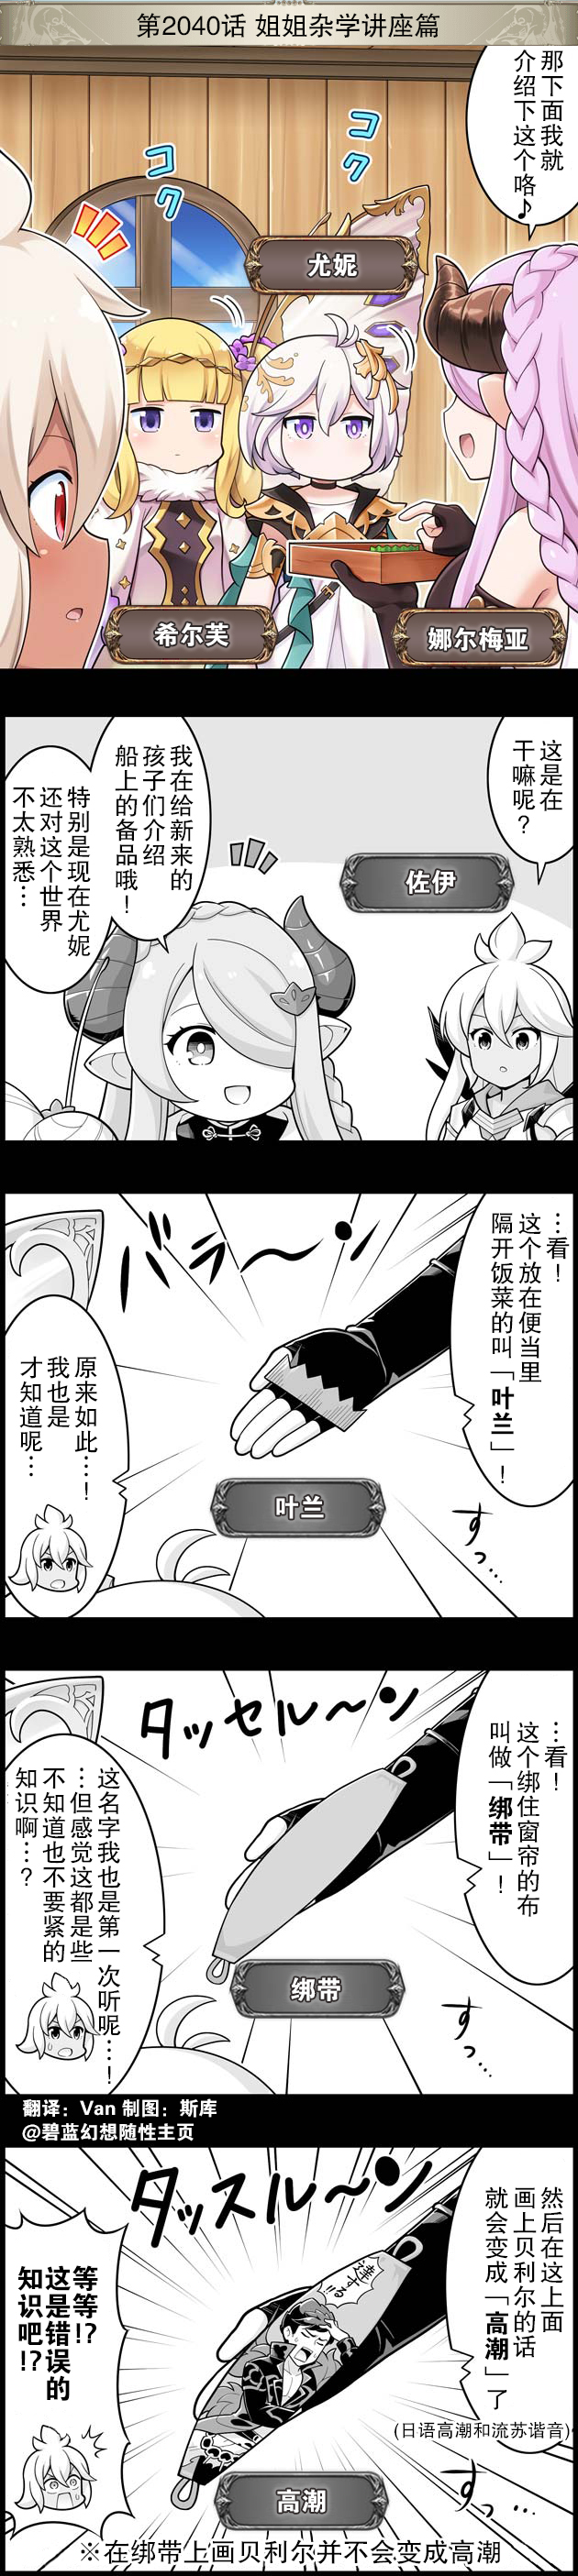 第2040话 姐姐杂学讲座篇
那下面我就
介绍下这个咯♪
コク
コク
尤妮
希尔芙
娜尔梅亚
这是在
干嘛呢？
佐伊
我在给新来的
孩子们介绍
船上的备品哦！
特别是现在尤妮
还对这个世界
不太熟悉…
…看！
这个放在便当里
隔开饭菜的叫「叶兰」！
バラ～ン
叶兰
すっ…
原来如此…！
我也是
才知道呢…
…看！
这个绑住窗帘的布
叫做「绑带」！
タッセル～ン
绑带
すっ…
这名字我也是第一次听呢…！
…但感觉这都是些
不知道也不要紧的
知识啊…？
翻译：Van 制图：斯库
@碧蓝幻想随性主页
然后在这上面
画上贝利尔的话
就会变成「高潮」了
(日语高潮和流苏谐音)
タッスル～ン
達する!!
高潮
すっ…
等等!?
这是错误的
知识吧!?
※在绑带上画贝利尔并不会变成高潮